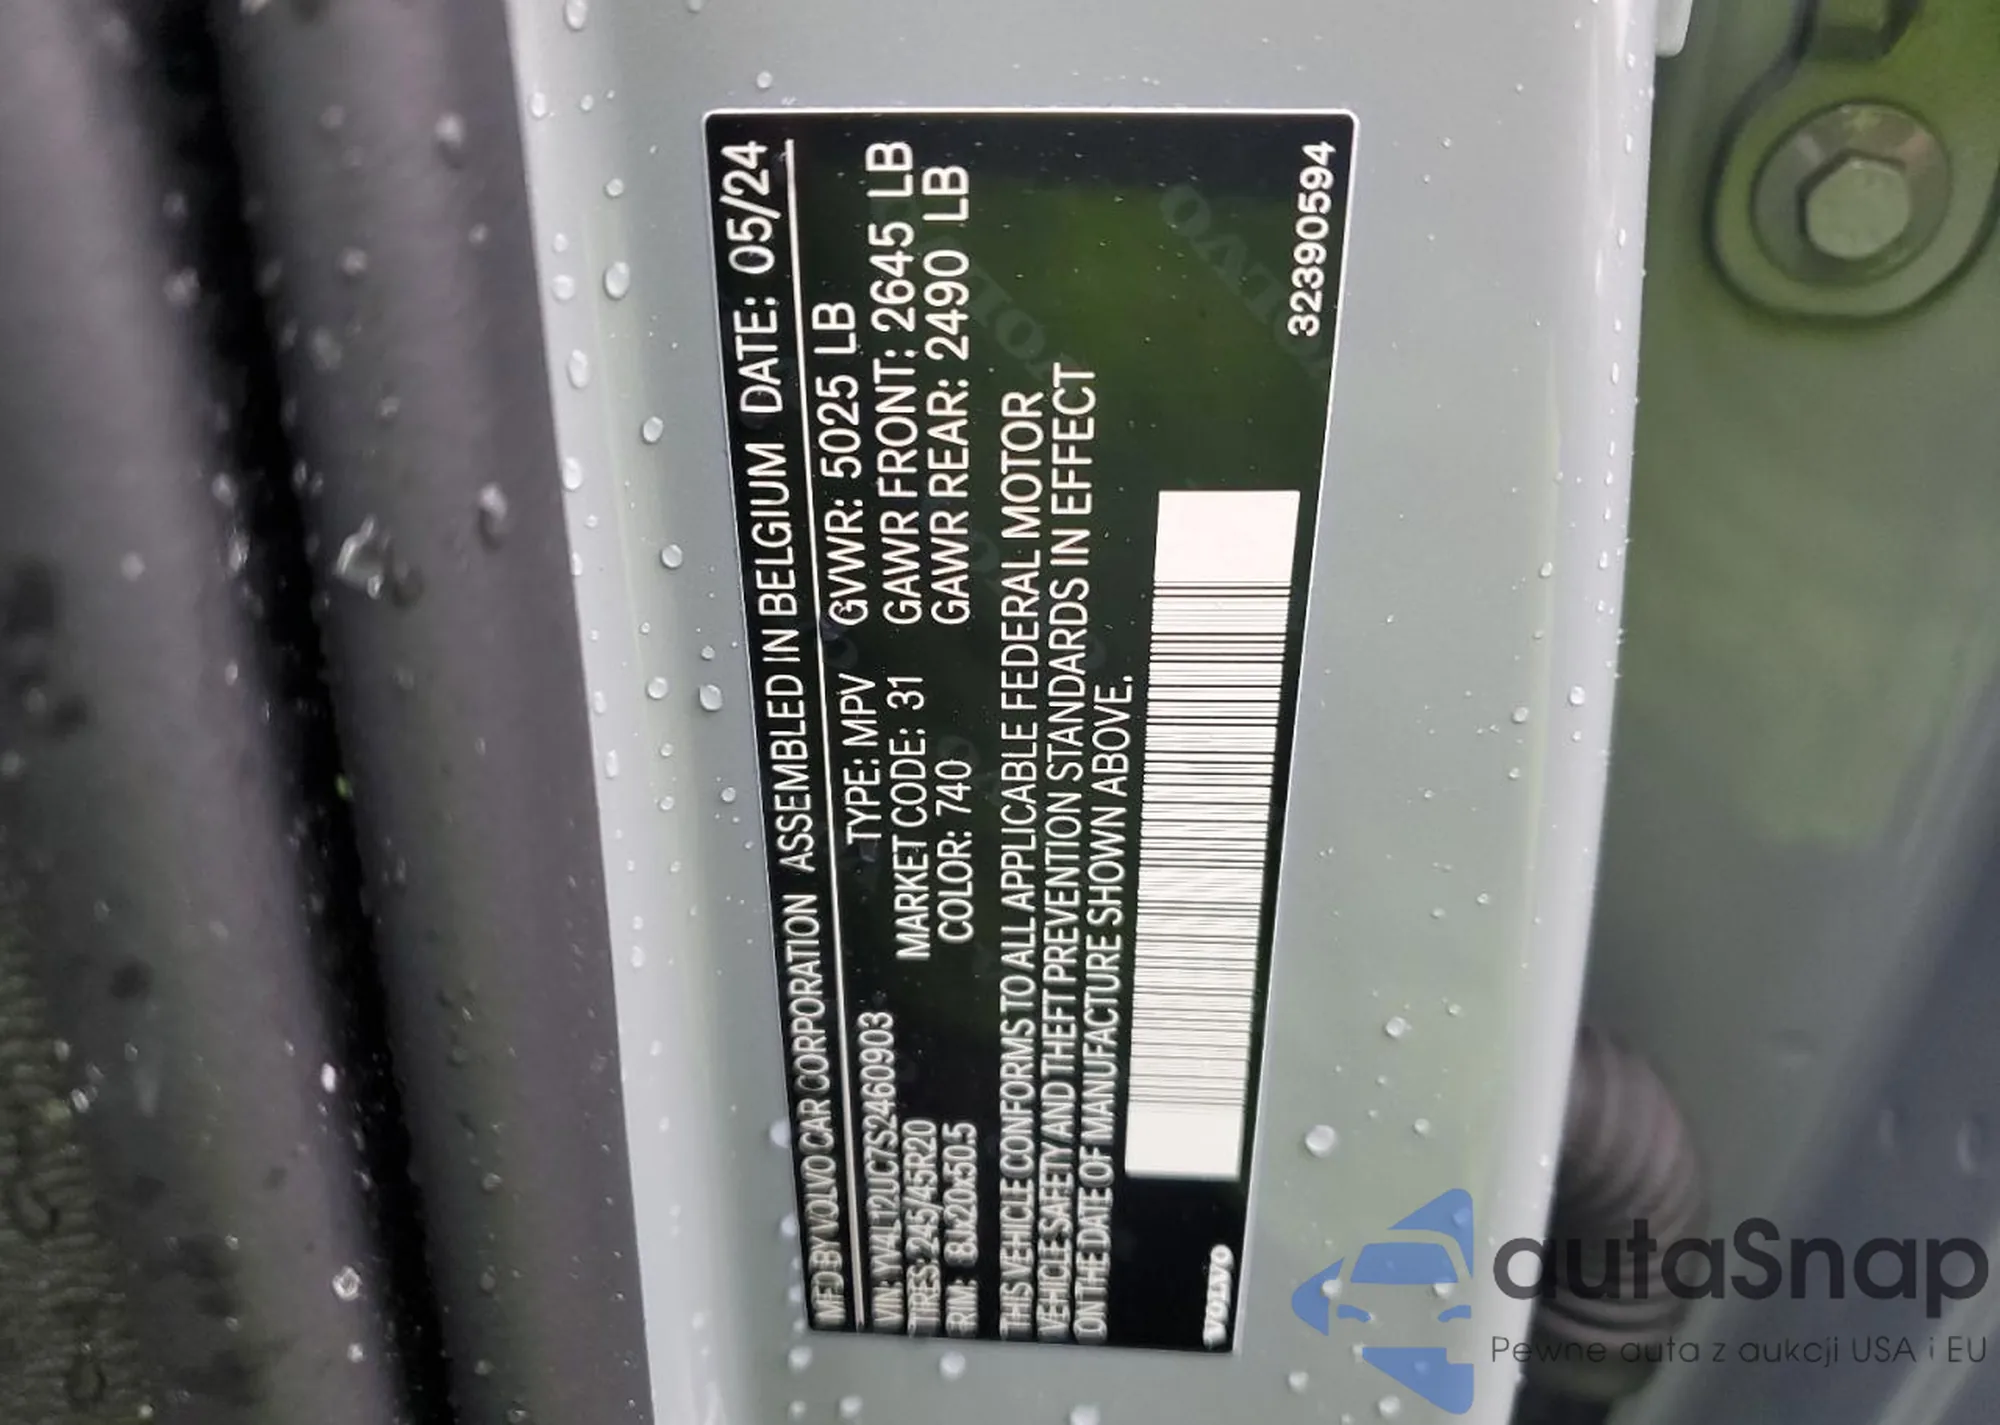 MFD BY VOLVO CAR CORPORATION ASSEMBLED IN BELGIUM DATE: 05/24
VIN: YV4L12UC7S2460903 TYPE: MPV GVWR: 5025 LB
TIRES: 245/45R20 MARKET CODE: 31 GAWR FRONT: 2645 LB
RIM: 8Jx20x50.5 COLOR: 740 GAWR REAR: 2490 LB
THIS VEHICLE CONFORMS TO ALL APPLICABLE FEDERAL MOTOR
VEHICLE SAFETY AND THEFT PREVENTION STANDARDS IN EFFECT
ON THE DATE OF MANUFACTURE SHOWN ABOVE.
VOLVO 32390594
autaSnap
Pewne auta z aukcji USA i EU